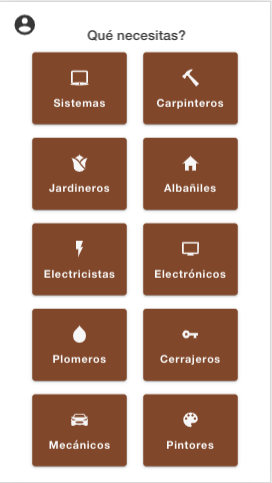 Qué necesitas?
Sistemas
Carpinteros
Jardineros
Albañiles
Electricistas
Electrónicos
Plomeros
Cerrajeros
Mecánicos
Pintores